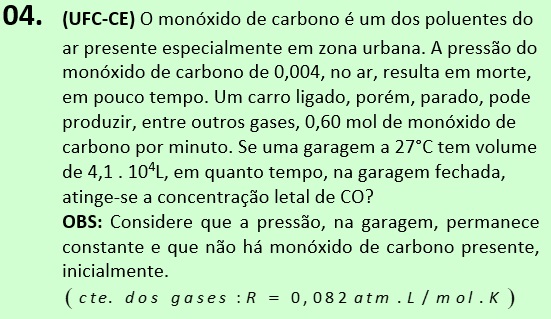 04. (UFC-CE) O monóxido de carbono é um dos poluentes do
ar presente especialmente em zona urbana. A pressão do
monóxido de carbono de 0,004, no ar, resulta em morte,
em pouco tempo. Um carro ligado, porém, parado, pode
produzir, entre outros gases, 0,60 mol de monóxido de
carbono por minuto. Se uma garagem a 27°C tem volume
de 4,1 . 10⁴L, em quanto tempo, na garagem fechada,
atinge-se a concentração letal de CO?
OBS: Considere que a pressão, na garagem, permanece
constante e que não há monóxido de carbono presente,
inicialmente.
( cte. dos gases : R = 0,082 atm . L / mol . K )